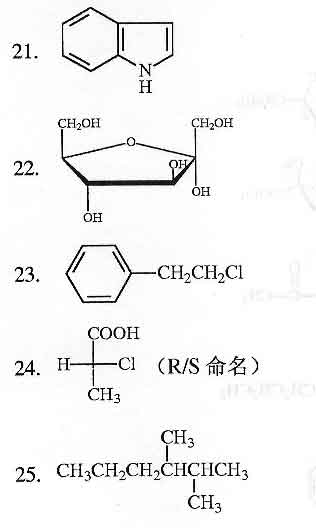 21.
N
H
22.
CH₂OH
O
CH₂OH
OH
OH
OH
23.
CH₂CH₂Cl
24.
COOH
H Cl (R/S 命名)
CH₃
CH₃
25. CH₃CH₂CH₂CHCHCH₃
CH₃